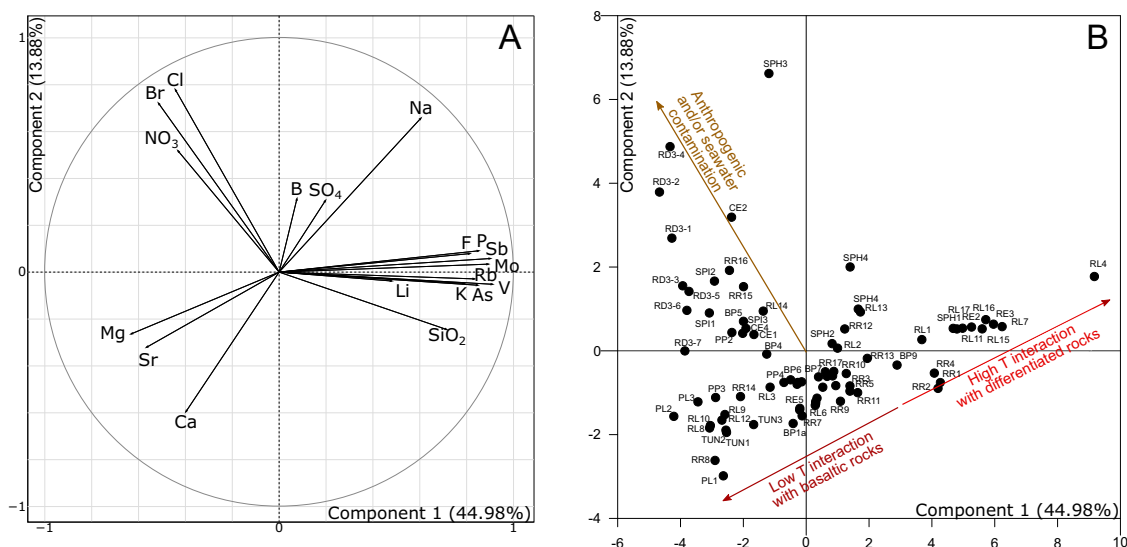 A
Component 2 (13.88%)
1
Cl
Br
NO3
Na
B
SO4
F
P
Sb
Mo
Rb
V
Li
K
As
SiO2
Mg
Sr
Ca
0
−1
−1
0
1
Component 1 (44.98%)
B
Component 2 (13.88%)
8
6
4
2
0
-2
-4
-6
-4
-2
0
2
4
6
8
10
Component 1 (44.98%)
Anthropogenic
and/or seawater
contamination
High T interaction
with differentiated rocks
Low T interaction
with basaltic rocks
SPH3
RD3-4
RD3-2
CE2
RD3-1
RR16
SPI2
RD3-3
RD3-5
RR15
SPH4
RL4
RD3-6
SPI1
RL14
BP5
SPI3
CE4
CE1
PP2
SPH4
RL13
RR12
RL17
RL16
SPH1
RE2
RE3
RL7
RL11
RL15
RL1
SPH2
RL2
RD3-7
BP4
RR13
BP9
RR17
RR10
BP7
BP6
PP4
RR4
RR1
RR2
RR3
RR5
RR11
RR9
RL3
RL6
RE5
RR7
BP1a
PP3
RR14
PL2
RL9
RL10
RL12
RL8
TUN3
TUN2
TUN1
RR8
PL1